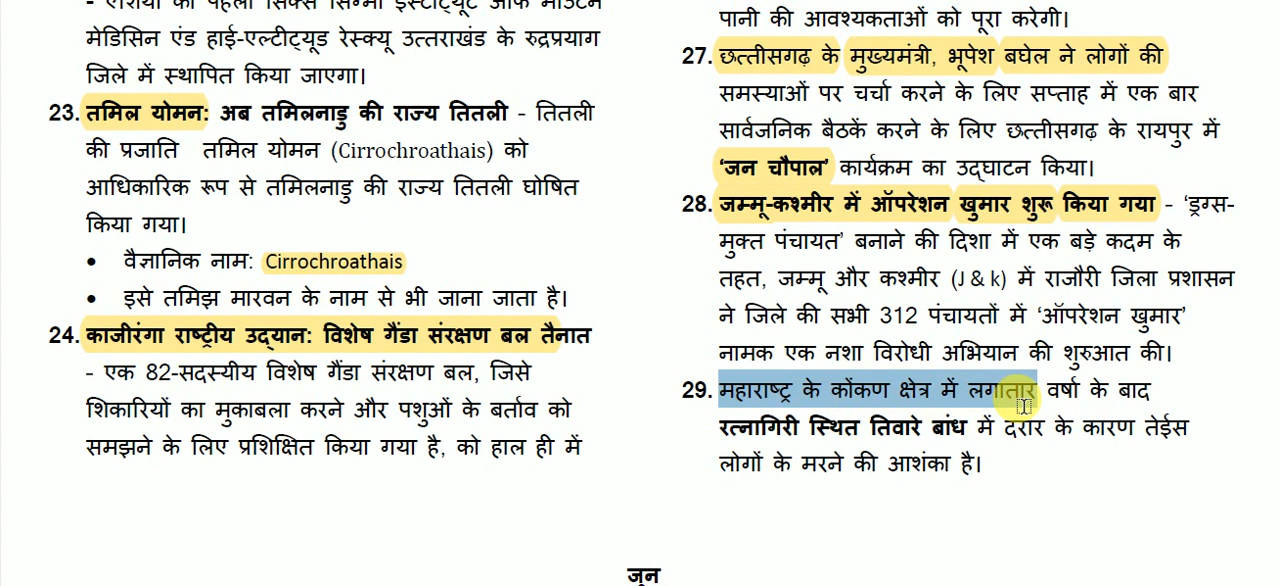 - एशिया का पहला सिक्स सिग्मा इंस्टीट्यूट ऑफ माउंटेन
मेडिसिन एंड हाई-एल्टीट्यूड रेस्क्यू उत्तराखंड के रुद्रप्रयाग
जिले में स्थापित किया जाएगा।
23. तमिल योमन: अब तमिलनाडु की राज्य तितली - तितली
की प्रजाति तमिल योमन (Cirrochroathais) को
आधिकारिक रूप से तमिलनाडु की राज्य तितली घोषित
किया गया।
• वैज्ञानिक नाम: Cirrochroathais
• इसे तमिझ मारवन के नाम से भी जाना जाता है।
24. काजीरंगा राष्ट्रीय उद्यान: विशेष गैंडा संरक्षण बल तैनात
- एक 82-सदस्यीय विशेष गैंडा संरक्षण बल, जिसे
शिकारियों का मुकाबला करने और पशुओं के बर्ताव को
समझने के लिए प्रशिक्षित किया गया है, को हाल ही में
पानी की आवश्यकताओं को पूरा करेगी।
27. छत्तीसगढ़ के मुख्यमंत्री, भूपेश बघेल ने लोगों की
समस्याओं पर चर्चा करने के लिए सप्ताह में एक बार
सार्वजनिक बैठकें करने के लिए छत्तीसगढ़ के रायपुर में
‘जन चौपाल’ कार्यक्रम का उद्घाटन किया।
28. जम्मू-कश्मीर में ऑपरेशन खुमार शुरू किया गया - ‘ड्रग्स-
मुक्त पंचायत’ बनाने की दिशा में एक बड़े कदम के
तहत, जम्मू और कश्मीर (J & k) में राजौरी जिला प्रशासन
ने जिले की सभी 312 पंचायतों में ‘ऑपरेशन खुमार’
नामक एक नशा विरोधी अभियान की शुरुआत की।
29. महाराष्ट्र के कोंकण क्षेत्र में लगातार वर्षा के बाद
रत्नागिरी स्थित तिवारे बांध में दरार के कारण तेईस
लोगों के मरने की आशंका है।
जून